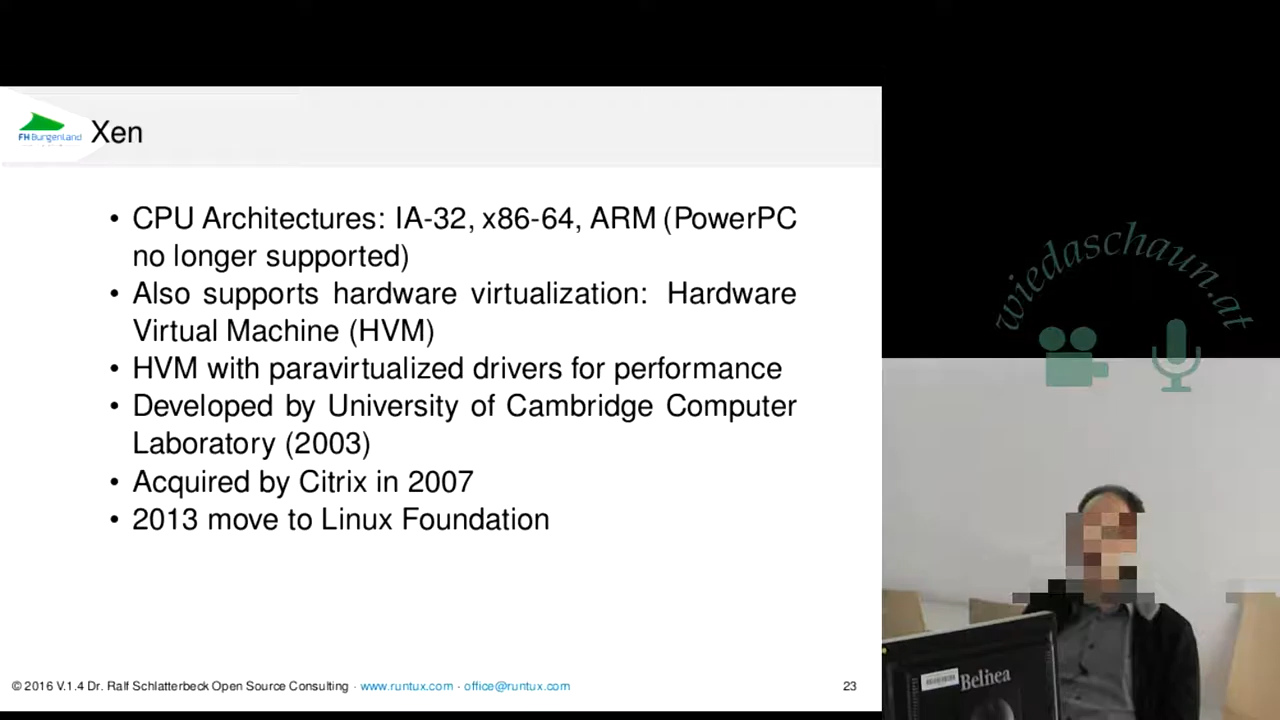 FH Burgenland
Xen
• CPU Architectures: IA-32, x86-64, ARM (PowerPC
no longer supported)
• Also supports hardware virtualization: Hardware
Virtual Machine (HVM)
• HVM with paravirtualized drivers for performance
• Developed by University of Cambridge Computer
Laboratory (2003)
• Acquired by Citrix in 2007
• 2013 move to Linux Foundation
© 2016 V.1.4 Dr. Ralf Schlatterbeck Open Source Consulting · www.runtux.com · office@runtux.com
23
wiedaschaun.at
Belinea